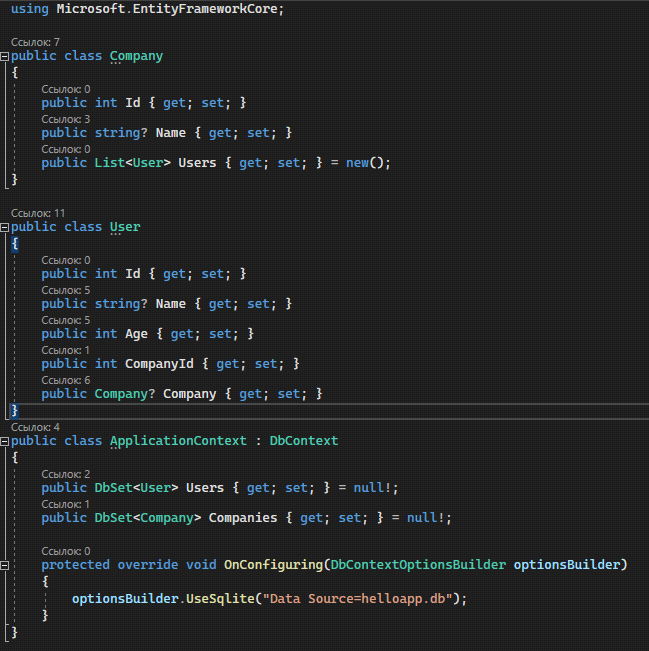 using Microsoft.EntityFrameworkCore;
Ссылок: 7
public class Company
{
Ссылок: 0
public int Id { get; set; }
Ссылок: 3
public string? Name { get; set; }
Ссылок: 0
public List<User> Users { get; set; } = new();
}
Ссылок: 11
public class User
{
Ссылок: 0
public int Id { get; set; }
Ссылок: 5
public string? Name { get; set; }
Ссылок: 5
public int Age { get; set; }
Ссылок: 1
public int CompanyId { get; set; }
Ссылок: 6
public Company? Company { get; set; }
}
Ссылок: 4
public class ApplicationContext : DbContext
{
Ссылок: 2
public DbSet<User> Users { get; set; } = null!;
Ссылок: 1
public DbSet<Company> Companies { get; set; } = null!;
Ссылок: 0
protected override void OnConfiguring(DbContextOptionsBuilder optionsBuilder)
{
optionsBuilder.UseSqlite("Data Source=helloapp.db");
}
}